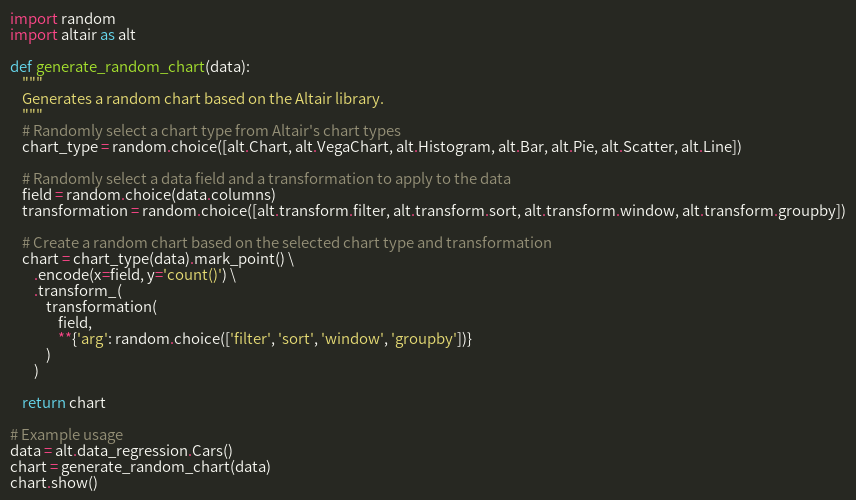 import random
import altair as alt

def generate_random_chart(data):
    """
    Generates a random chart based on the Altair library.
    """
    # Randomly select a chart type from Altair's chart types
    chart_type = random.choice([alt.Chart, alt.VegaChart, alt.Histogram, alt.Bar, alt.Pie, alt.Scatter, alt.Line])

    # Randomly select a data field and a transformation to apply to the data
    field = random.choice(data.columns)
    transformation = random.choice([alt.transform.filter, alt.transform.sort, alt.transform.window, alt.transform.groupby])

    # Create a random chart based on the selected chart type and transformation
    chart = chart_type(data).mark_point() \
        .encode(x=field, y='count()') \
        .transform_(
            transformation(
                field,
                **{'arg': random.choice(['filter', 'sort', 'window', 'groupby'])}
            )
        )

    return chart

# Example usage
data = alt.data_regression.Cars()
chart = generate_random_chart(data)
chart.show()